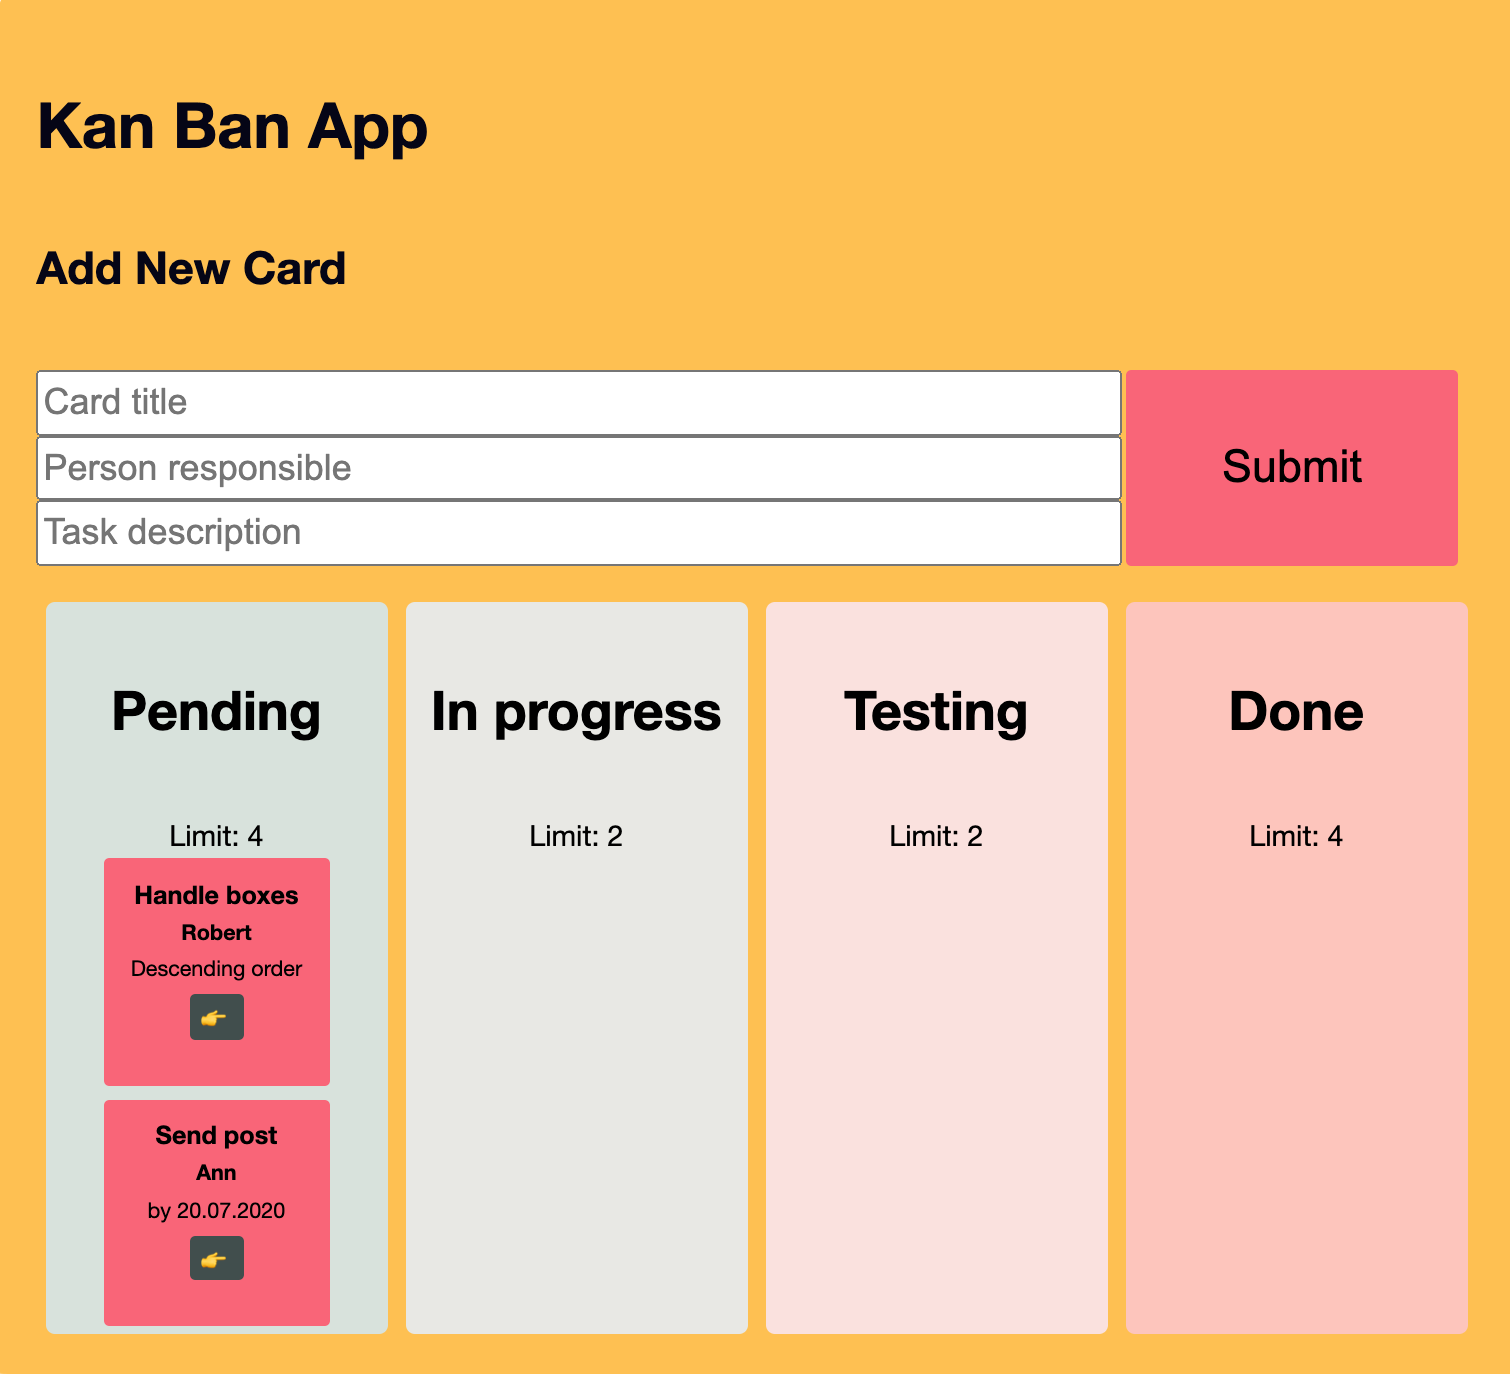 Kan Ban App
Add New Card
Card title
Person responsible
Task description
Submit
Pending
Limit: 4
Handle boxes
Robert
Descending order
Send post
Ann
by 20.07.2020
In progress
Limit: 2
Testing
Limit: 2
Done
Limit: 4